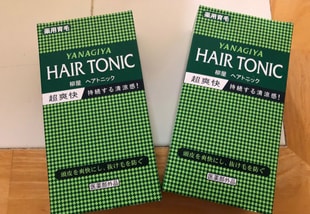 薬用育毛
YANAGIYA
HAIR TONIC
柳屋 ヘアトニック
超爽快 持続する清涼感!
頭皮を爽快にし、抜け毛を防ぐ
医薬部外品
薬用育毛
YANAGIYA
HAIR TONIC
柳屋 ヘアトニック
超爽快 持続する清涼感!
頭皮を爽快にし、抜け毛を防ぐ
医薬部外品